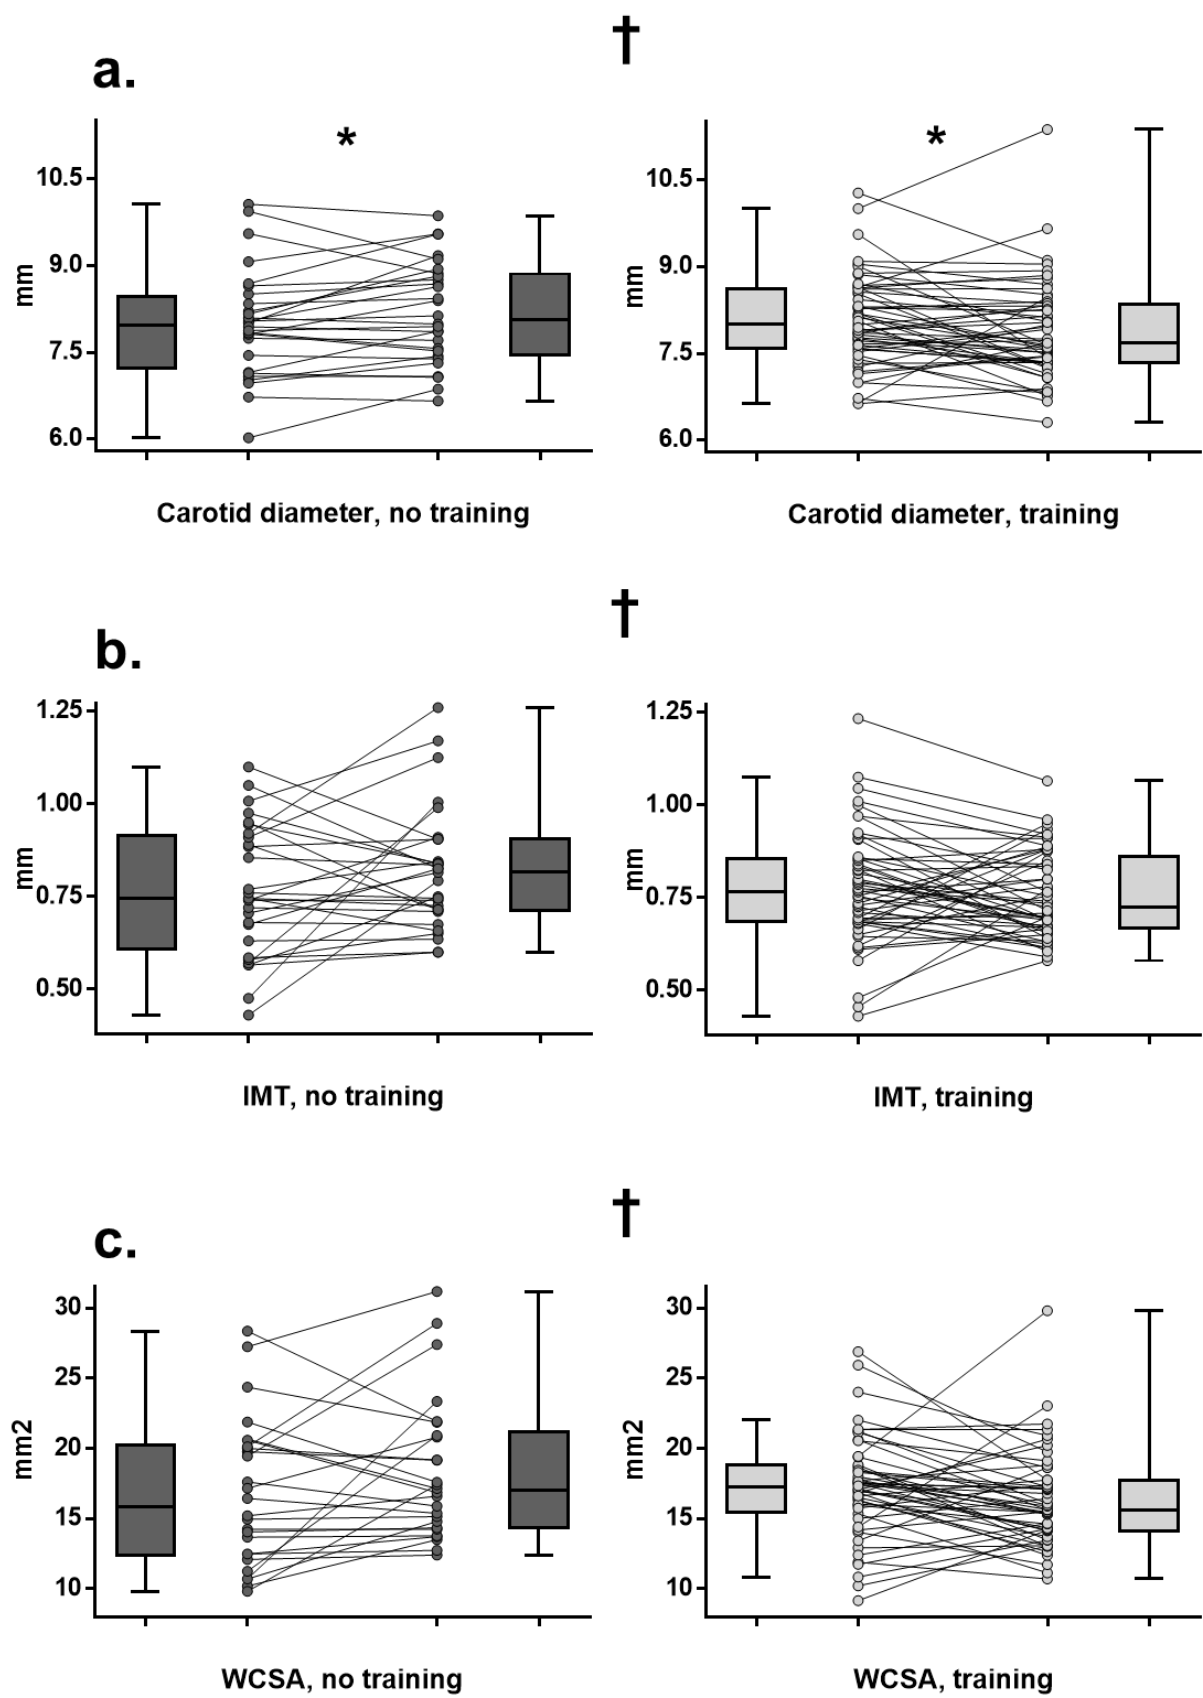 †
a.
*
*
10.5
9.0
7.5
6.0
mm
10.5
9.0
7.5
6.0
mm
Carotid diameter, no training
Carotid diameter, training
†
b.
1.25
1.00
0.75
0.50
mm
1.25
1.00
0.75
0.50
mm
IMT, no training
IMT, training
†
c.
30
25
20
15
10
mm2
30
25
20
15
10
mm2
WCSA, no training
WCSA, training